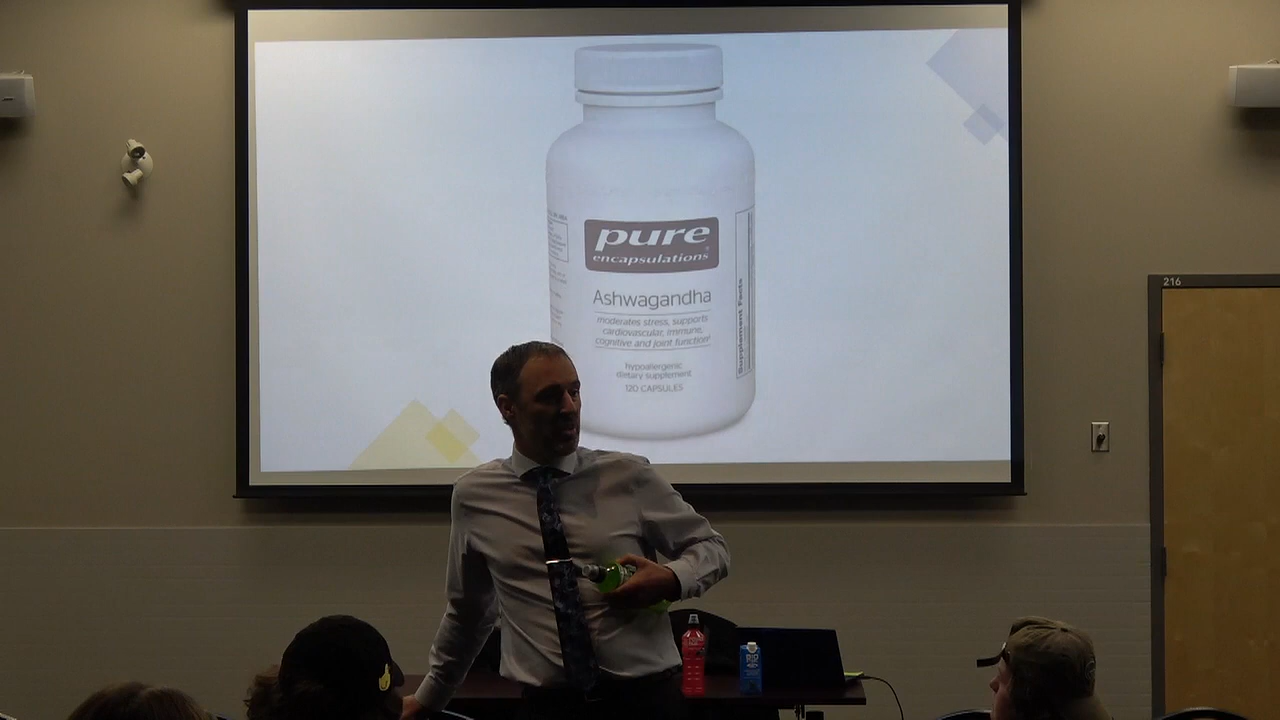 pure
encapsulations
Ashwagandha
moderates stress, supports
cardiovascular, immune,
cognitive and joint function
hypoallergenic
dietary supplement
120 CAPSULES
Supplement Facts
216